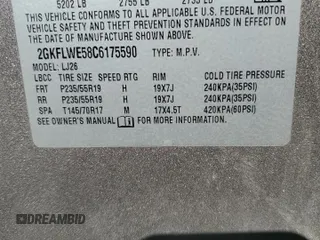 5202 LB 2755 LB 2755 LB
THIS VEHICLE CONFORMS TO ALL APPLICABLE U.S. FEDERAL MOTOR
VEHICLE SAFETY AND THEFT PREVENTION STANDARDS IN EFFECT ON THE
DATE OF MANUFACTURE SHOWN ABOVE.
2GKFLWE58C6175590 TYPE: M.P.V.
MODEL: LJ26
LBCC TIRE SIZE SPEED RTG RIM COLD TIRE PRESSURE
FRT P235/55R19 H 19X7J 240KPA(35PSI)
RR P235/55R19 H 19X7J 240KPA(35PSI)
SPA T145/70R17 M 17X4.5T 420KPA(60PSI)
SEE OWNER'S MANUAL FOR MORE INFORMATION.
DREAMBID